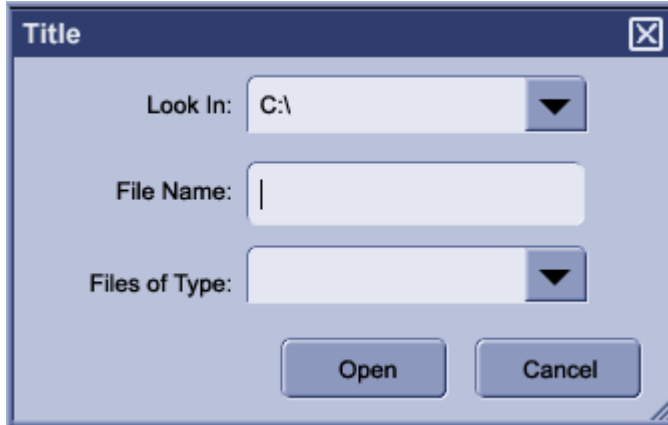 Title
Look In: C:\
File Name:
Files of Type:
Open Cancel